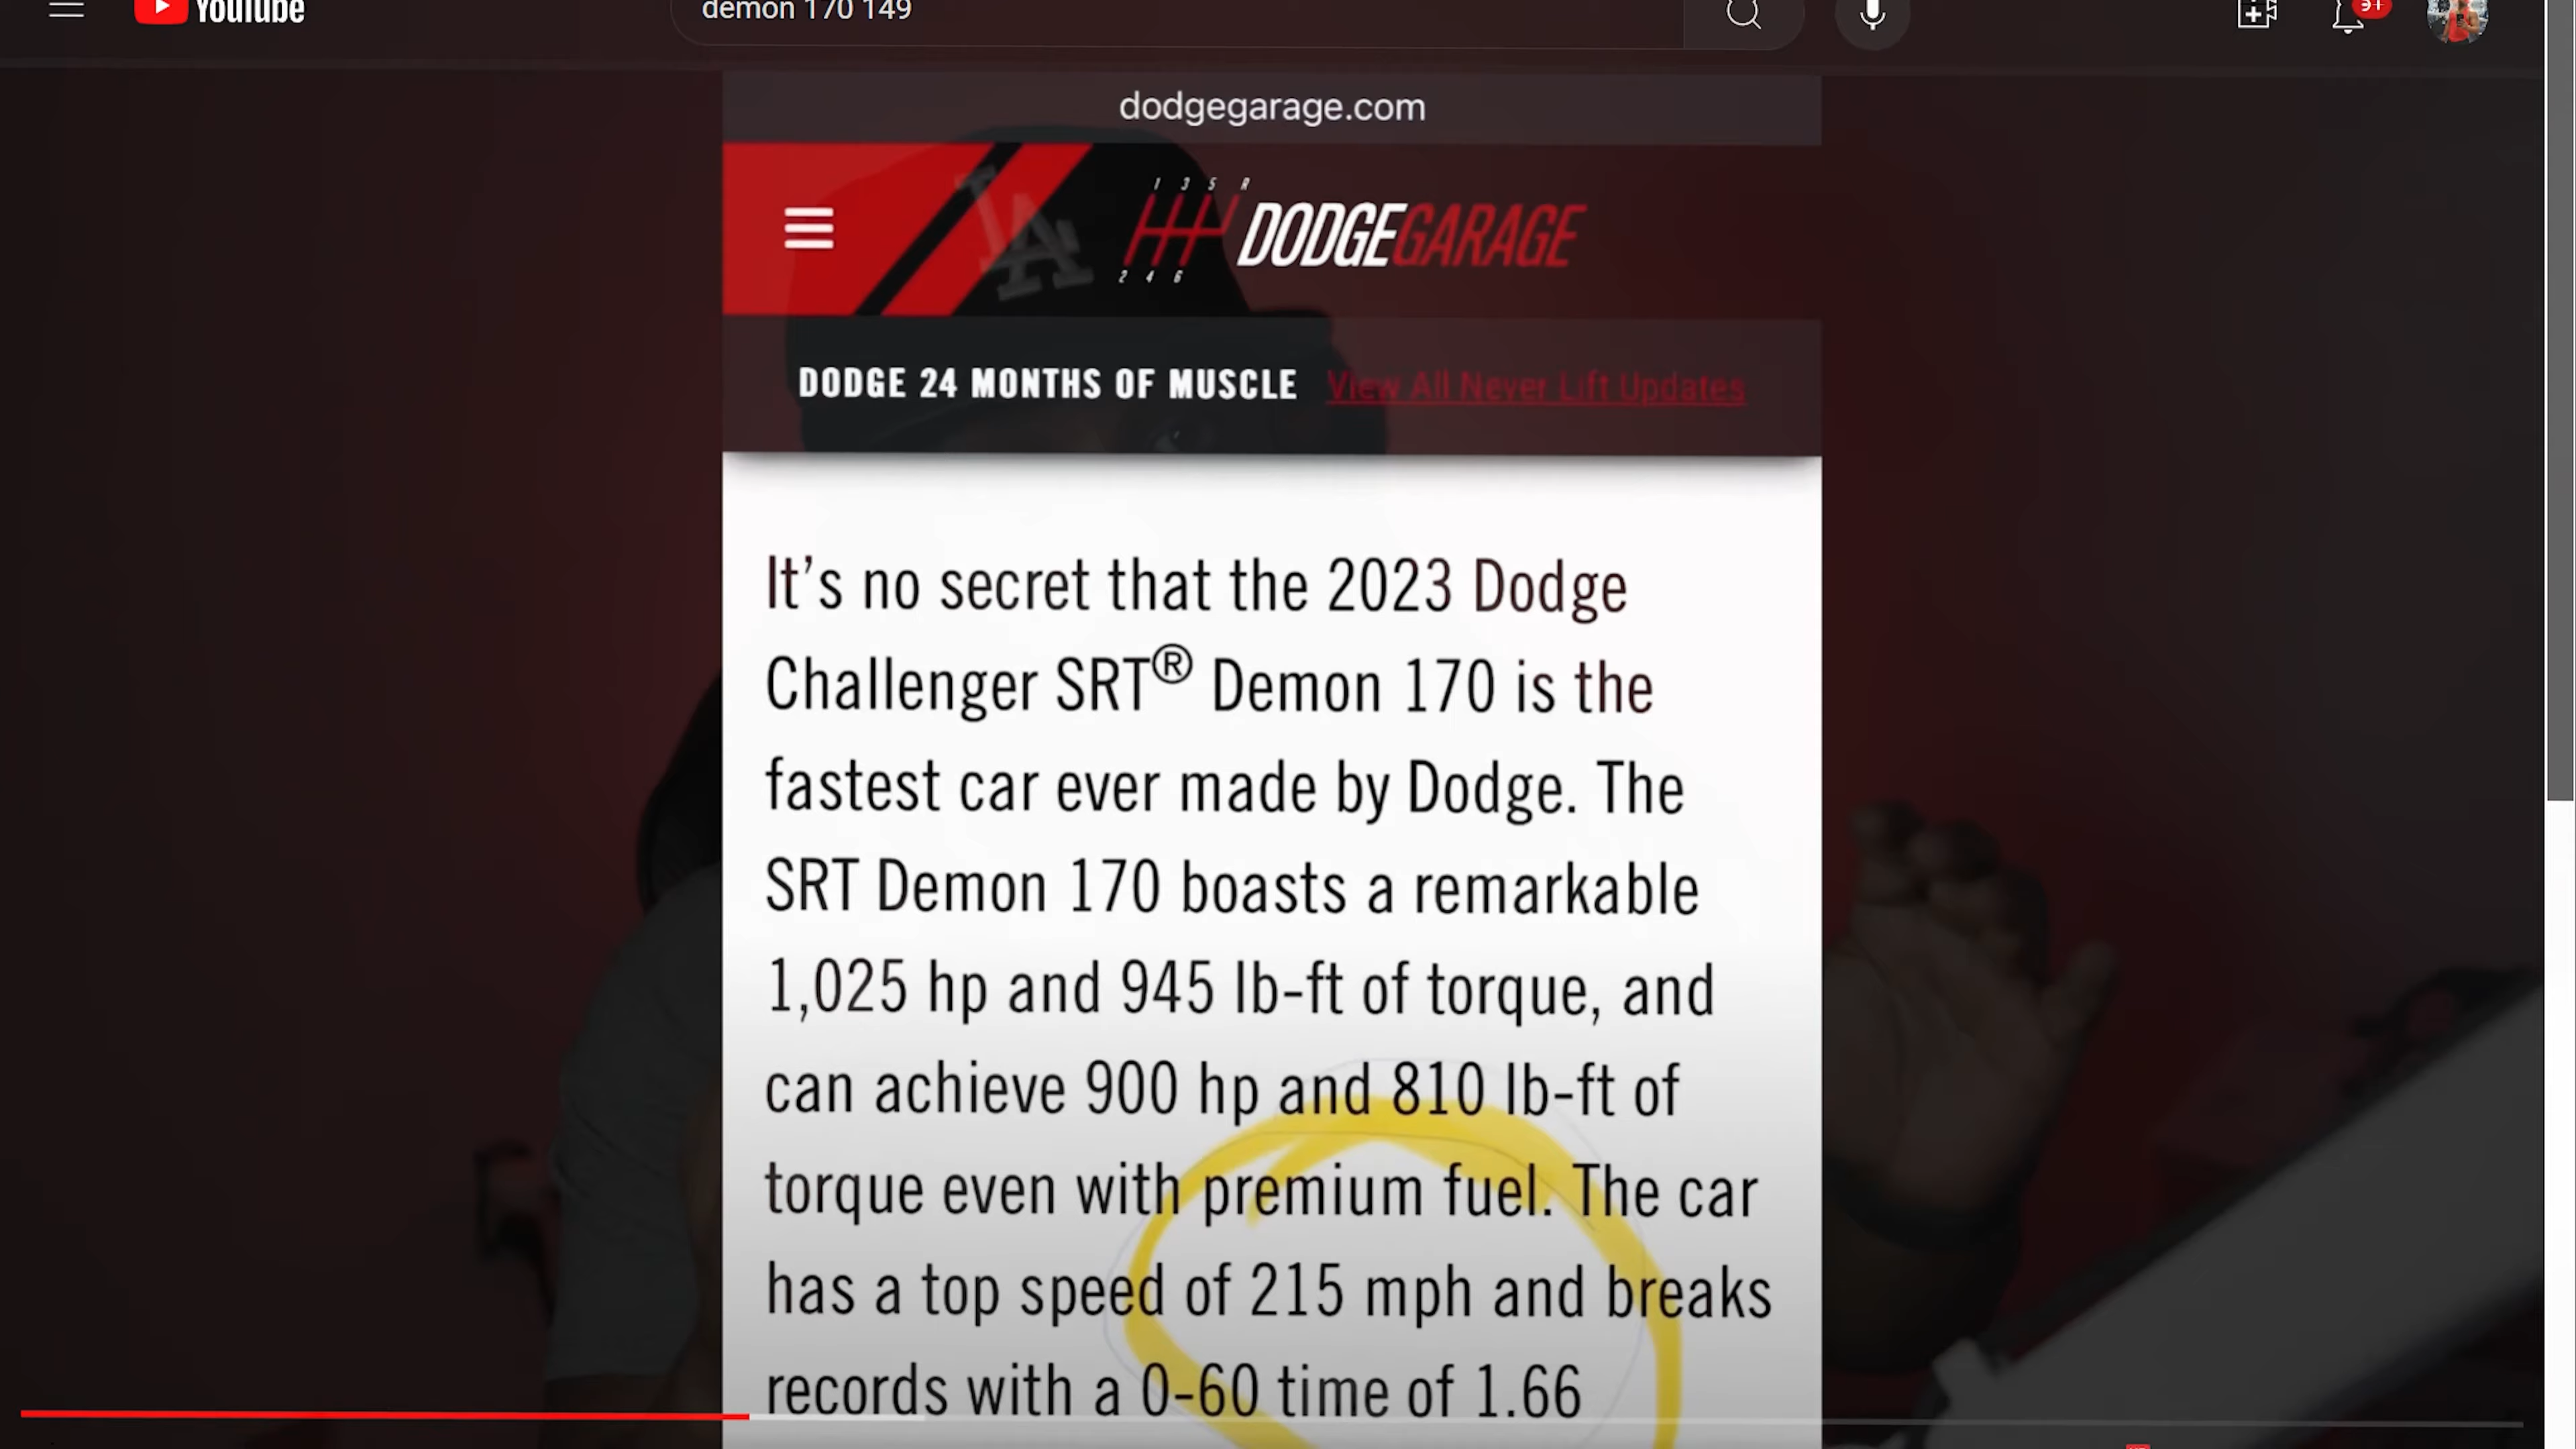 YouTube
demon 170 149
9+
dodgegarage.com
LA
1 3 5 R
DODGEGARAGE
2 4 6
DODGE 24 MONTHS OF MUSCLE View All Never Lift Updates
It's no secret that the 2023 Dodge
Challenger SRT® Demon 170 is the
fastest car ever made by Dodge. The
SRT Demon 170 boasts a remarkable
1,025 hp and 945 lb-ft of torque, and
can achieve 900 hp and 810 lb-ft of
torque even with premium fuel. The car
has a top speed of 215 mph and breaks
records with a 0-60 time of 1.66